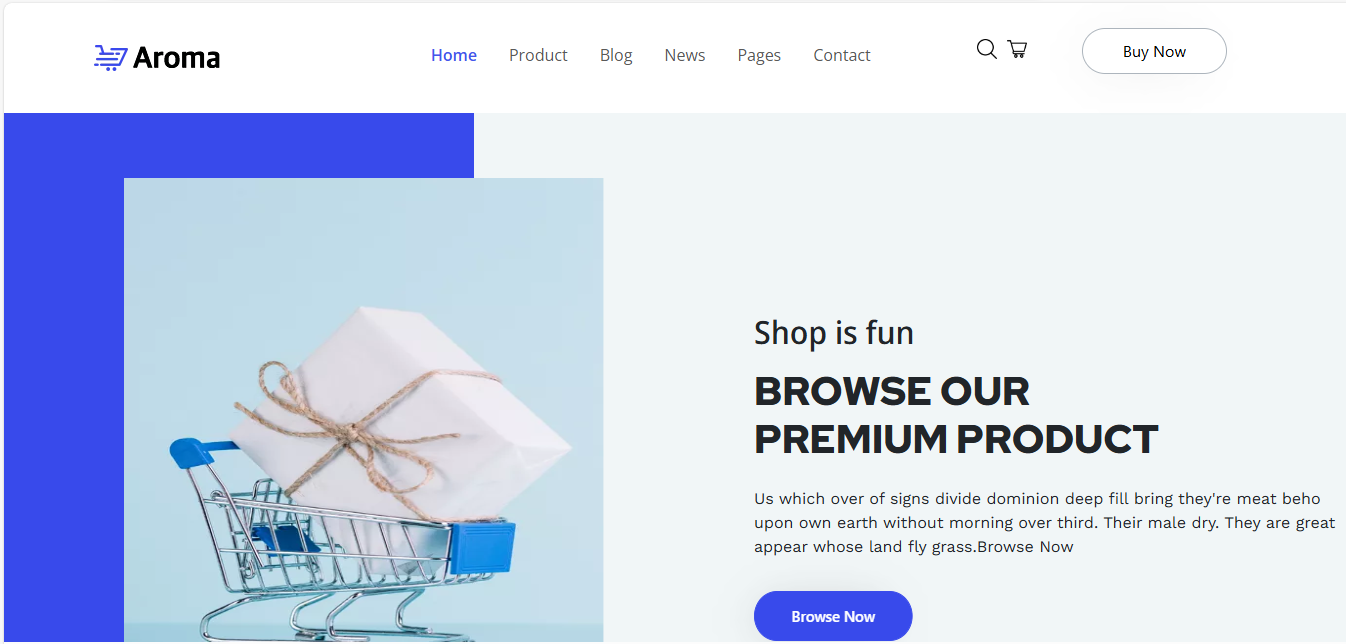 Aroma
Home Product Blog News Pages Contact
Buy Now
Shop is fun
BROWSE OUR
PREMIUM PRODUCT
Us which over of signs divide dominion deep fill bring they're meat beho
upon own earth without morning over third. Their male dry. They are great
appear whose land fly grass.Browse Now
Browse Now